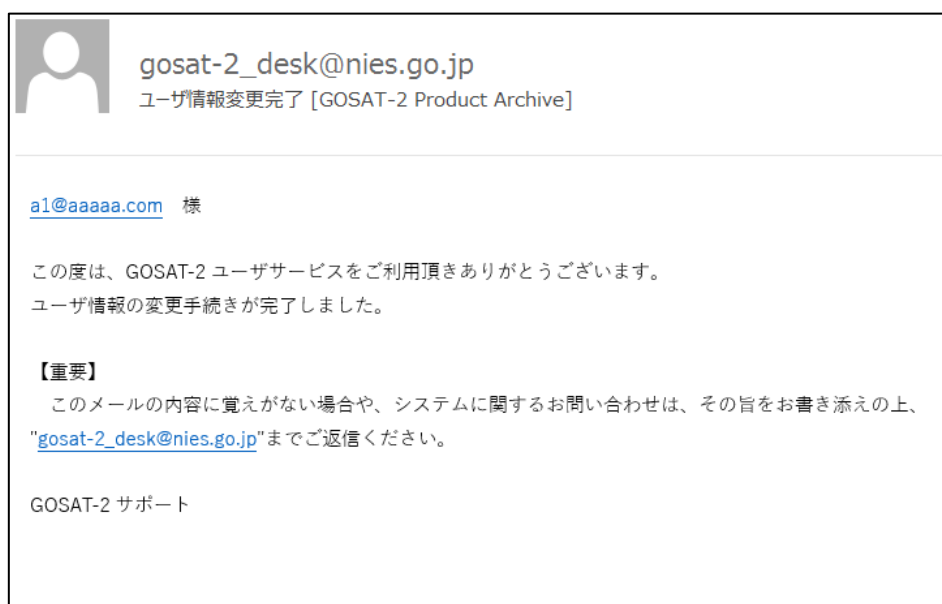 gosat-2_desk@nies.go.jp
ユーザ情報変更完了 [GOSAT-2 Product Archive]
a1@aaaaa.com 様
この度は、GOSAT-2 ユーザサービスをご利用頂きありがとうございます。
ユーザ情報の変更手続きが完了しました。
【重要】
このメールの内容に覚えがない場合や、システムに関するお問い合わせは、その旨をお書き添えの上、
"gosat-2_desk@nies.go.jp"までご返信ください。
GOSAT-2 サポート